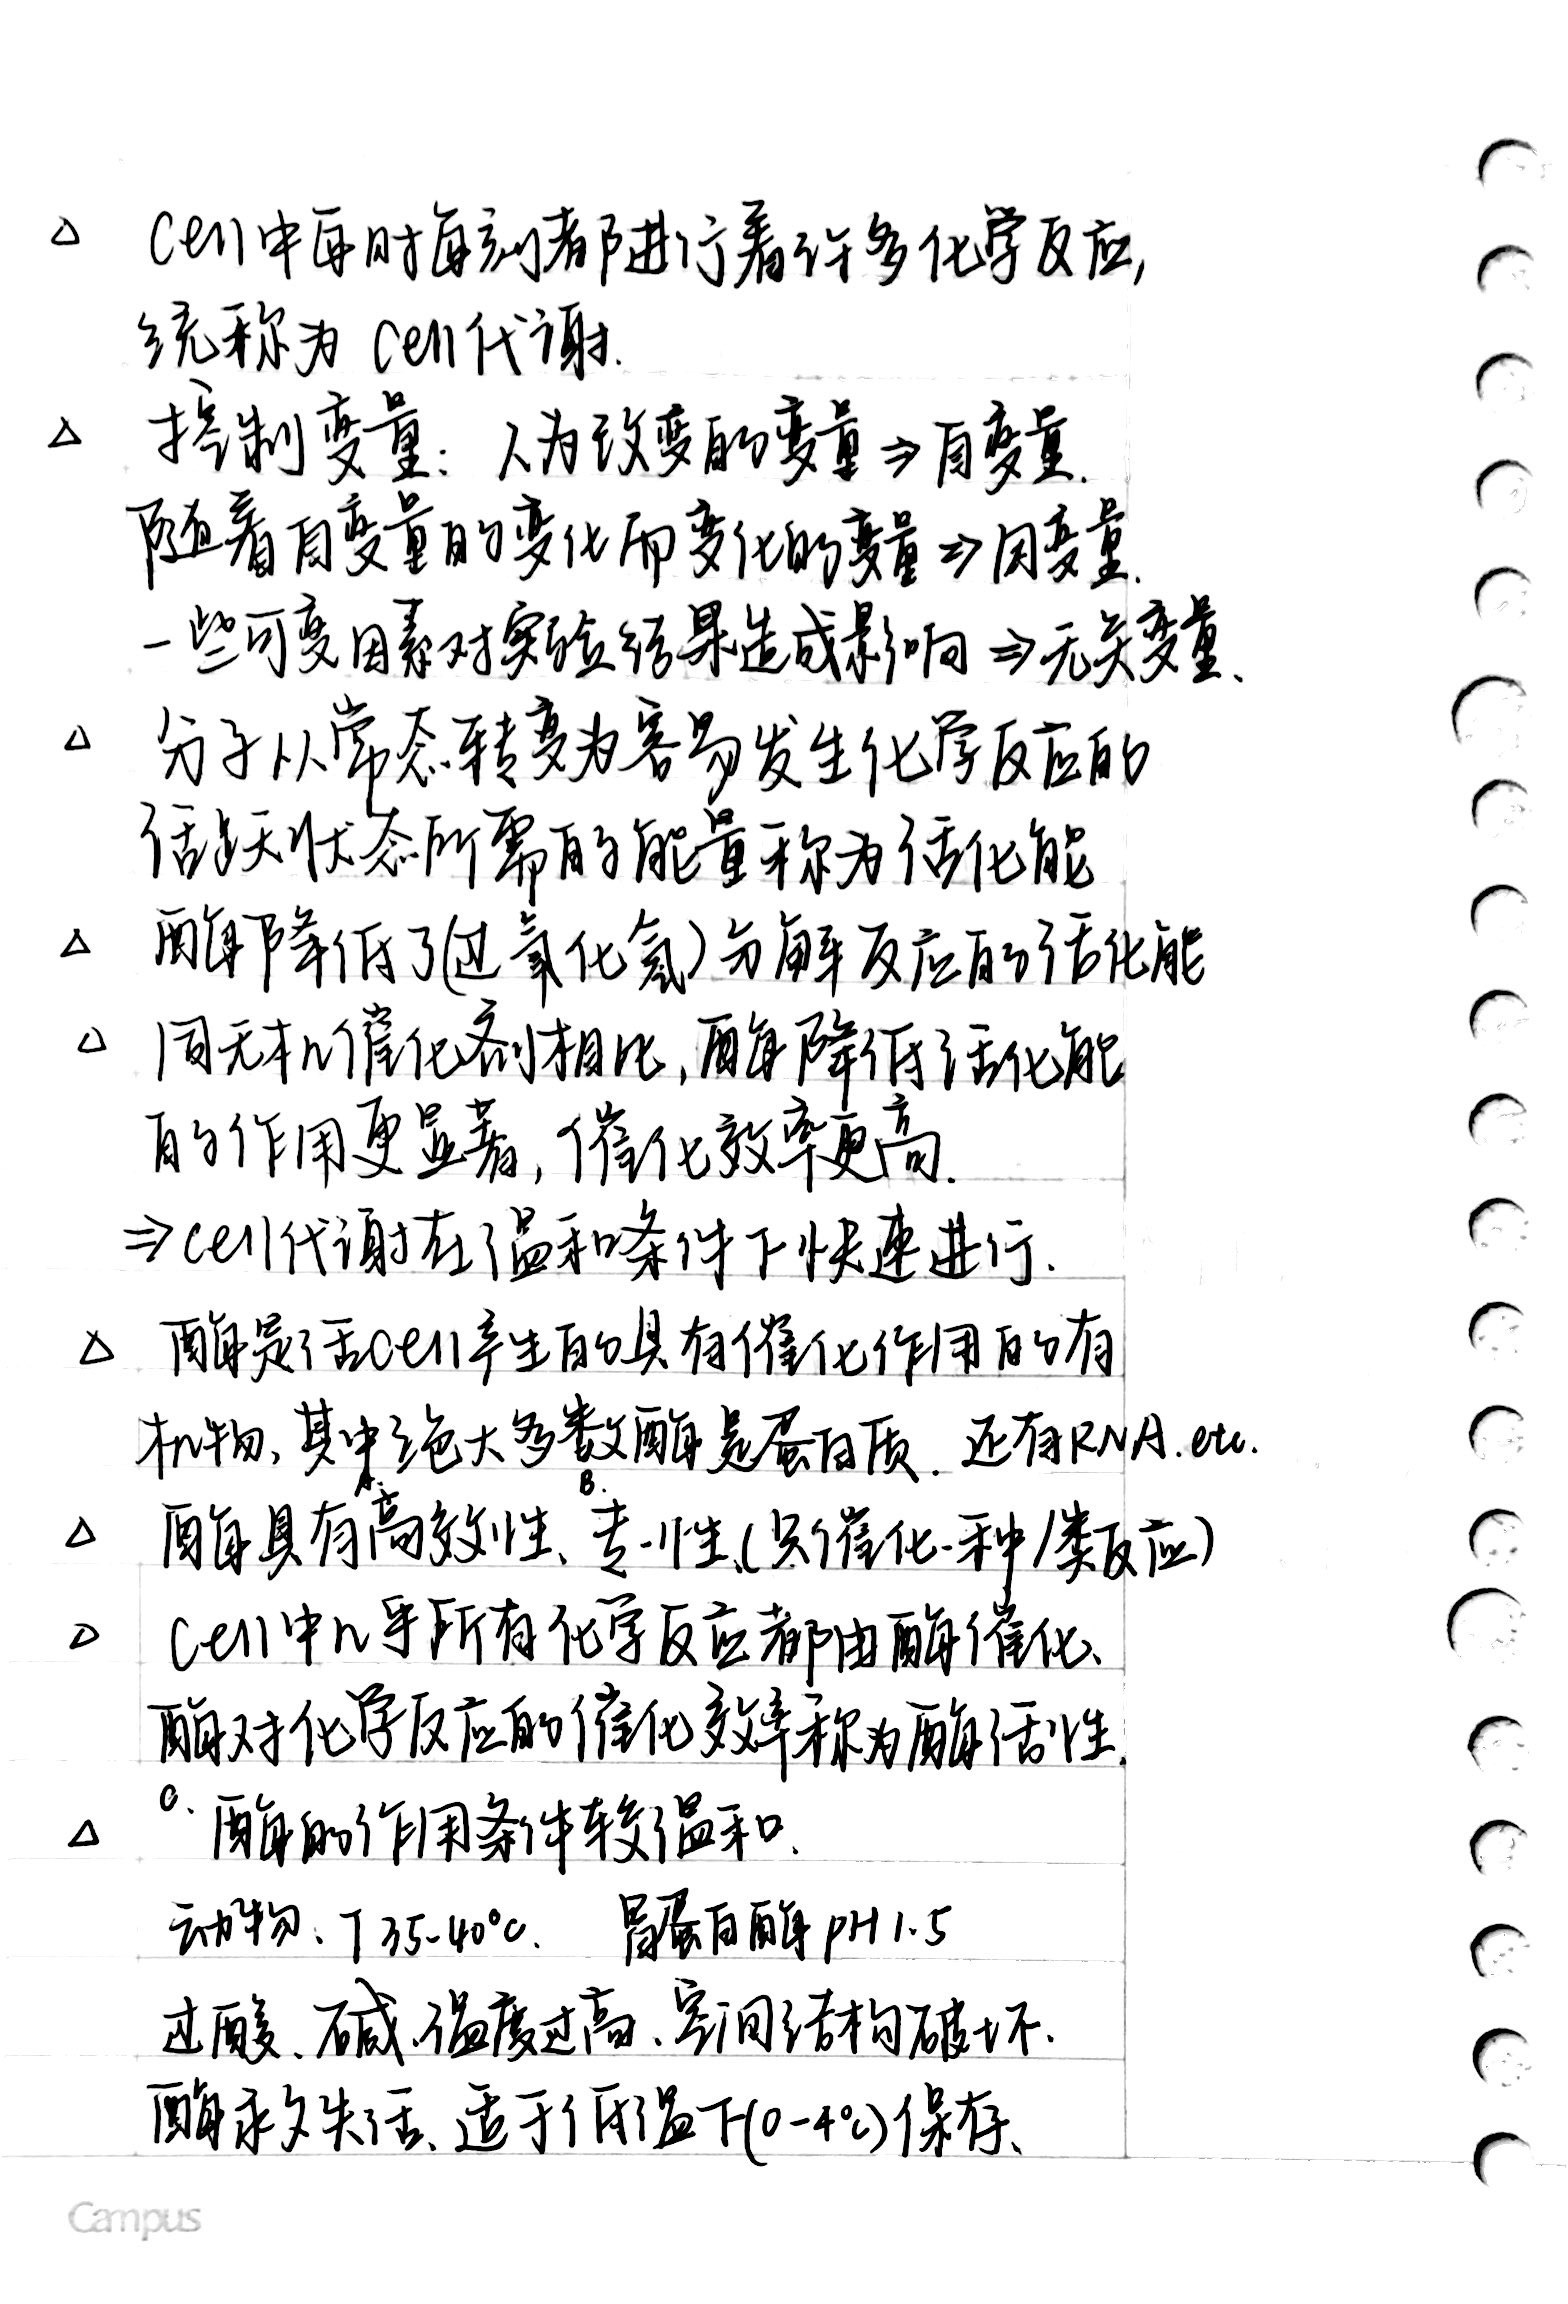 △ Cell中每时每刻都进行着许多化学反应,
统称为 cell代谢.
△ 控制变量: 人为改变的变量⇒自变量.
随着自变量的变化而变化的变量⇒因变量.
一些可变因素对实验结果造成影响⇒无关变量、
△ 分子从常态转变为容易发生化学反应的
活跃状态所需的能量称为活化能
△ 酶降低了(过氧化氢)分解反应的活化能
△ 同无机催化剂相比,酶降低活化能
的作用更显著,催化效率更高.
⇒cell代谢在温和条件下快速进行.
△ 酶是活cell产生的具有催化作用的有
机物、其中绝大多数酶是蛋白质. 还有RNA.etc.
A. B.
△ 酶具有高效性、专一性、(只催化一种/类反应)
△ Cell中几乎所有化学反应都由酶催化、
酶对化学反应的催化效率称为酶活性.
△ C. 酶的作用条件较温和.
动物: T 35-40°C. 胃蛋白酶 pH 1.5
过酸、碱、温度过高、空间结构破坏.
酶永久失活、适于低温下(0-4℃)保存、
Campus